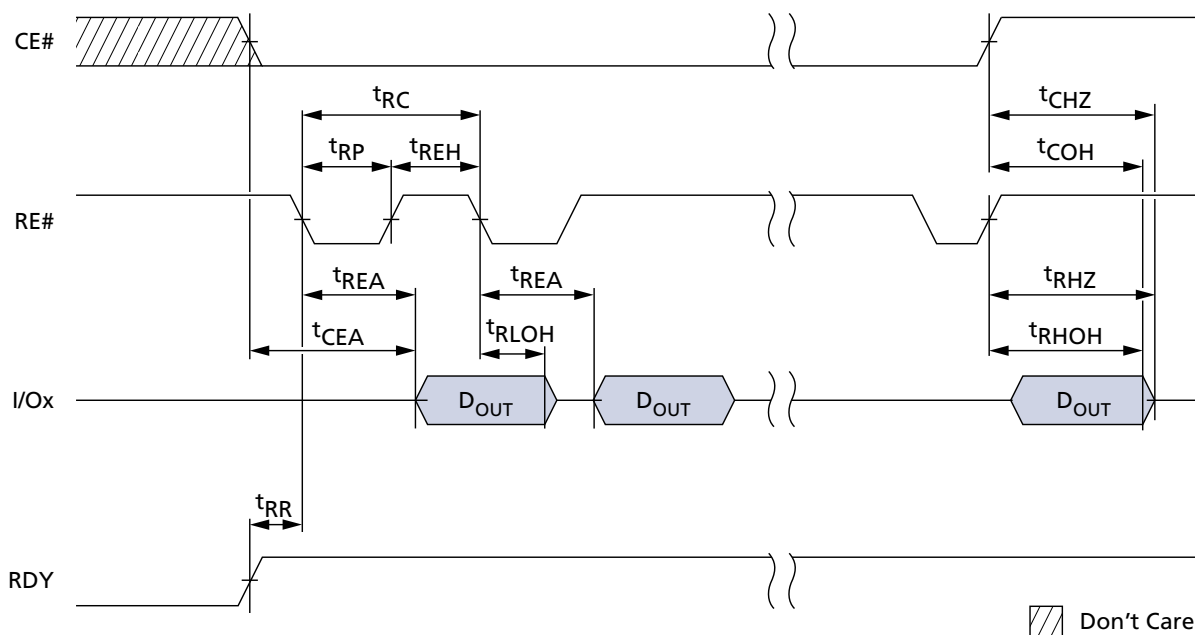 CE#
tRC
tCHZ
tRP
tREH
tCOH
RE#
tREA
tREA
tRHZ
tCEA
tRLOH
tRHOH
I/Ox
DOUT
DOUT
DOUT
tRR
RDY
Don't Care